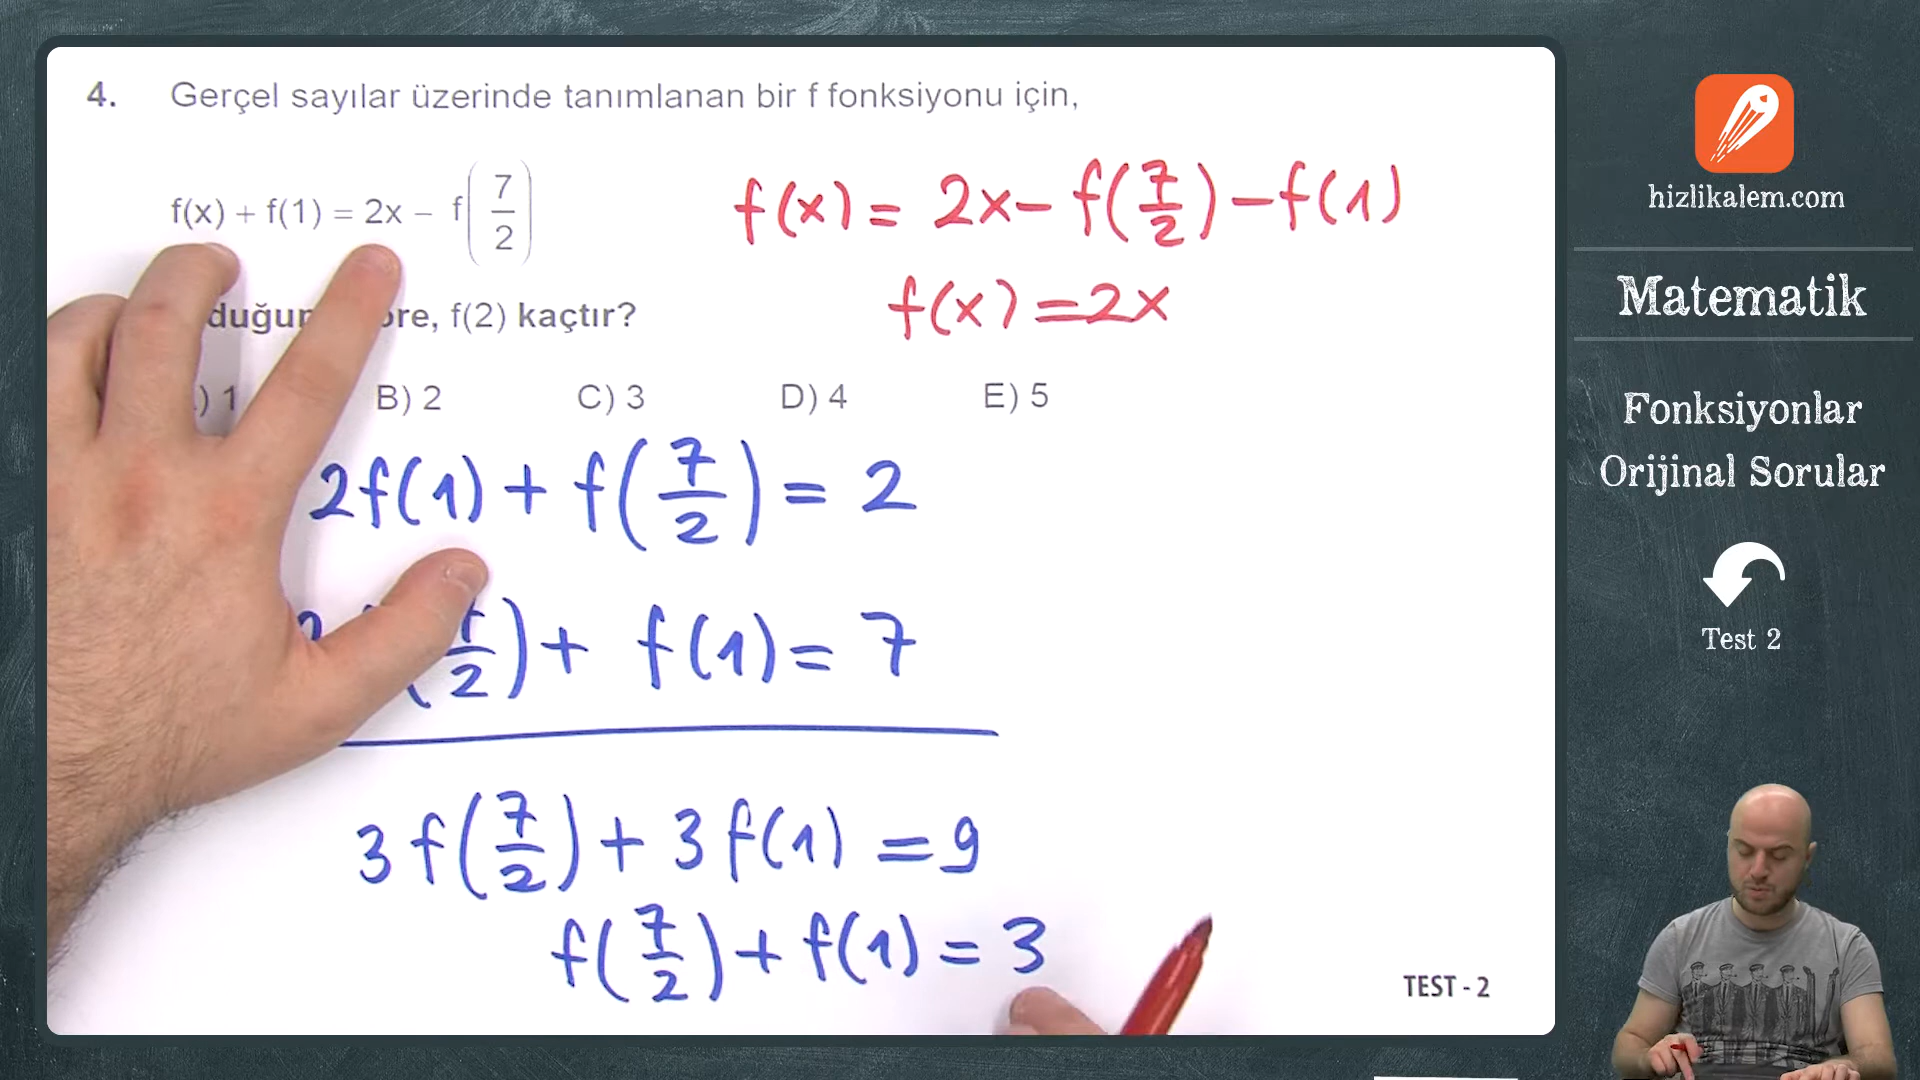 4. Gerçel sayılar üzerinde tanımlanan bir f fonksiyonu için,
f(x) + f(1) = 2x − f(7/2)
f(x) = 2x − f(7/2) − f(1)
f(x) = 2x
f(2) kaçtır?
1 B) 2 C) 3 D) 4 E) 5
2f(1) + f(7/2) = 2
2) + f(1) = 7
3f(7/2) + 3f(1) = 9
f(7/2) + f(1) = 3
TEST - 2
hizlikalem.com
Matematik
Fonksiyonlar
Orijinal Sorular
Test 2